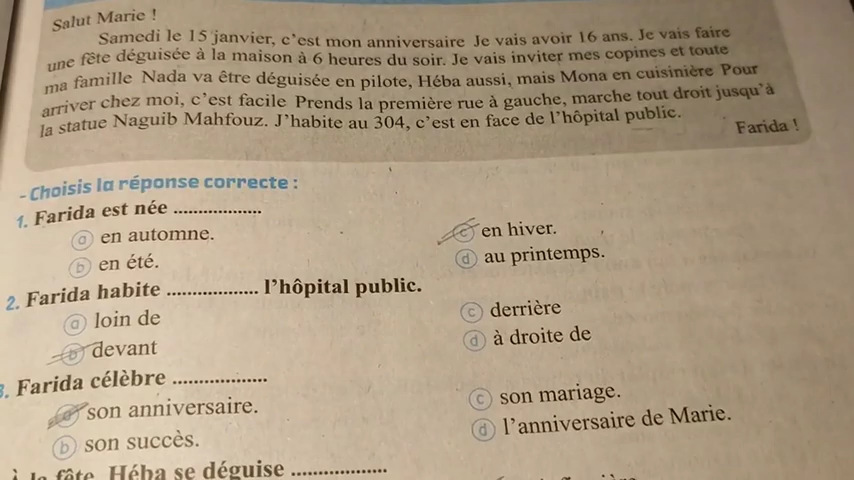 Salut Marie !
Samedi le 15 janvier, c'est mon anniversaire Je vais avoir 16 ans. Je vais faire
une fête déguisée à la maison à 6 heures du soir. Je vais inviter mes copines et toute
ma famille Nada va être déguisée en pilote, Héba aussi, mais Mona en cuisinière Pour
arriver chez moi, c'est facile Prends la première rue à gauche, marche tout droit jusqu'à
la statue Naguib Mahfouz. J'habite au 304, c'est en face de l'hôpital public.
Farida !
- Choisis la réponse correcte :
1. Farida est née ..................
a en automne.
b en été.
c en hiver.
d au printemps.
2. Farida habite .................. l'hôpital public.
a loin de
b devant
c derrière
d à droite de
3. Farida célèbre ..................
a son anniversaire.
b son succès.
c son mariage.
d l'anniversaire de Marie.
À la fête, Héba se déguise ..................